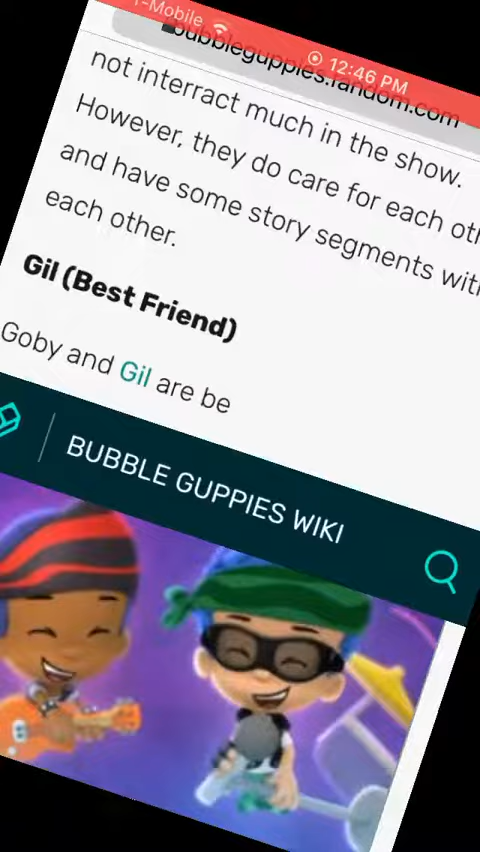 T-Mobile 12:46 PM
bubbleguppies.fandom.com
not interract much in the show.
However, they do care for each oth
and have some story segments with
each other.
Gil (Best Friend)
Goby and Gil are be
BUBBLE GUPPIES WIKI